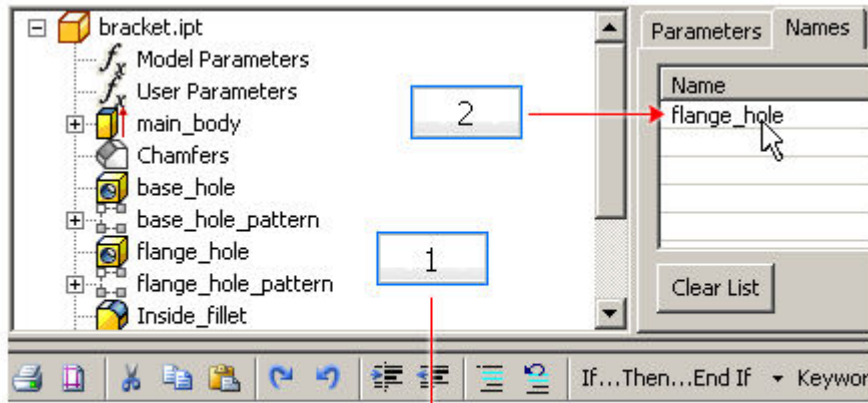 bracket.ipt
Model Parameters
User Parameters
main_body
Chamfers
base_hole
base_hole_pattern
flange_hole
flange_hole_pattern
Inside_fillet
2
1
Parameters Names
Name
flange_hole
Clear List
If...Then...End If Keywor